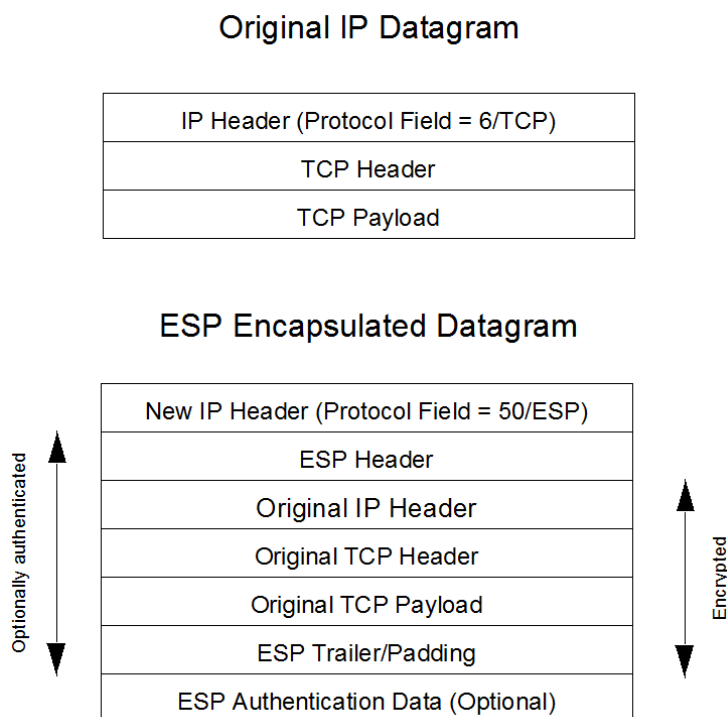 Original IP Datagram
IP Header (Protocol Field = 6/TCP)
TCP Header
TCP Payload
ESP Encapsulated Datagram
New IP Header (Protocol Field = 50/ESP)
ESP Header
Original IP Header
Original TCP Header
Original TCP Payload
ESP Trailer/Padding
ESP Authentication Data (Optional)
Optionally authenticated
Encrypted